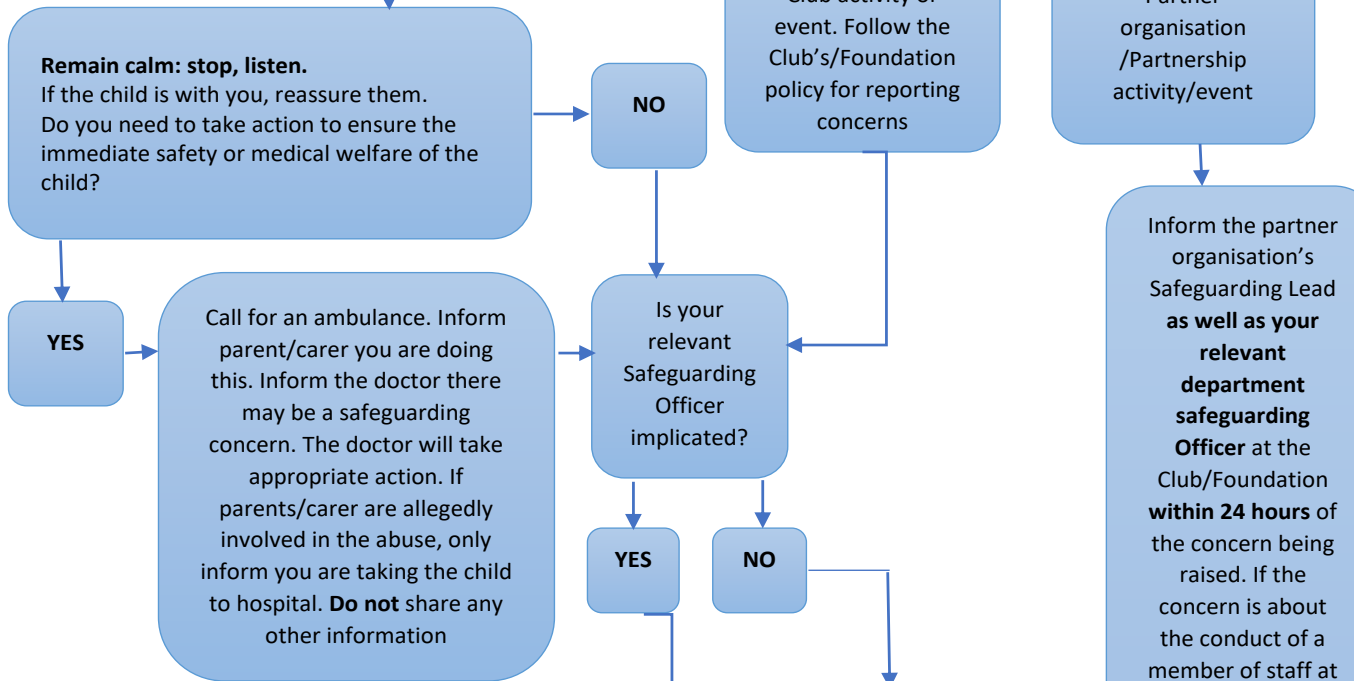 Remain calm: stop, listen.
If the child is with you, reassure them.
Do you need to take action to ensure the
immediate safety or medical welfare of the
child?
NO
Club activity or
event. Follow the
Club’s/Foundation
policy for reporting
concerns
Partner
organisation
/Partnership
activity/event
YES
Call for an ambulance. Inform
parent/carer you are doing
this. Inform the doctor there
may be a safeguarding
concern. The doctor will take
appropriate action. If
parents/carer are allegedly
involved in the abuse, only
inform you are taking the child
to hospital. Do not share any
other information
Is your
relevant
Safeguarding
Officer
implicated?
YES
NO
Inform the partner
organisation’s
Safeguarding Lead
as well as your
relevant
department
safeguarding
Officer at the
Club/Foundation
within 24 hours of
the concern being
raised. If the
concern is about
the conduct of a
member of staff at